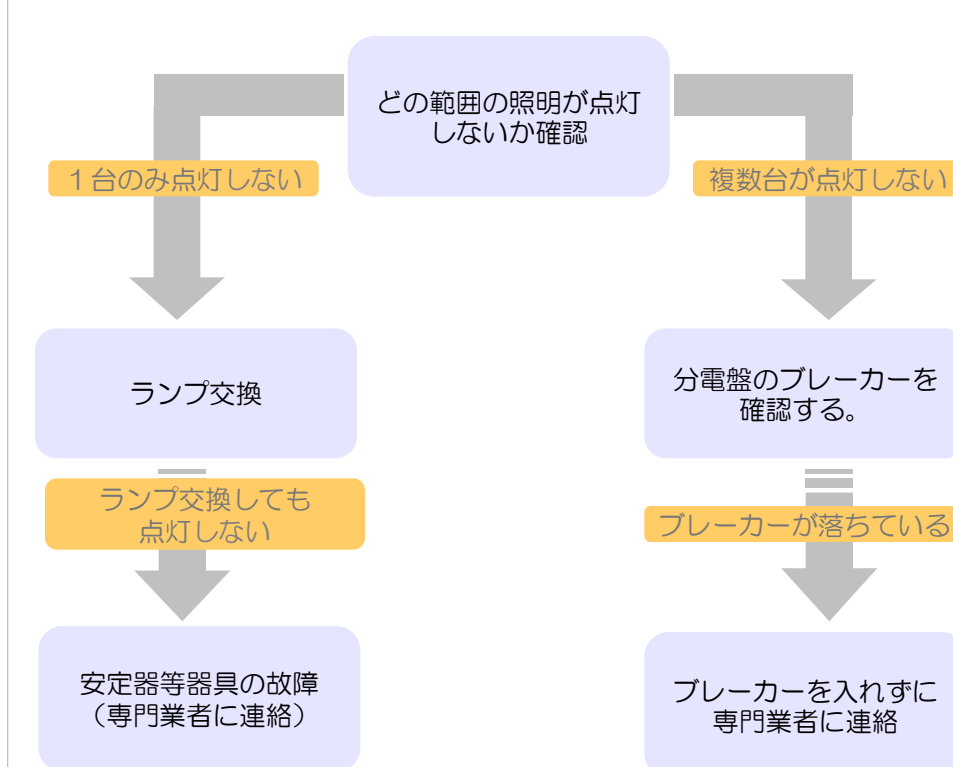 どの範囲の照明が点灯
しないか確認
１台のみ点灯しない
複数台が点灯しない
ランプ交換
分電盤のブレーカーを
確認する。
ランプ交換しても
点灯しない
ブレーカーが落ちている
安定器等器具の故障
（専門業者に連絡）
ブレーカーを入れずに
専門業者に連絡